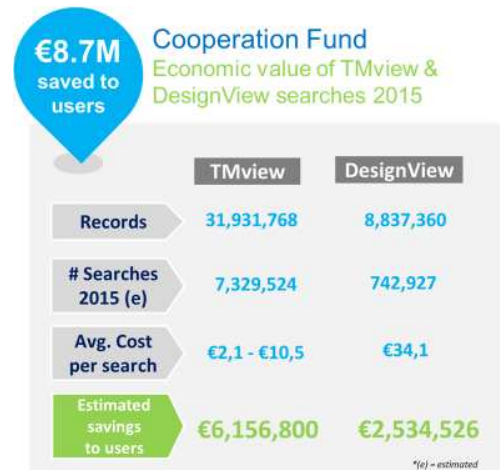 €8.7M
saved to
users
Cooperation Fund
Economic value of TMview &
DesignView searches 2015
TMview DesignView
Records 31,931,768 8,837,360
# Searches
2015 (e) 7,329,524 742,927
Avg. Cost
per search €2,1 - €10,5 €34,1
Estimated
savings
to users €6,156,800 €2,534,526
*(e) = estimated